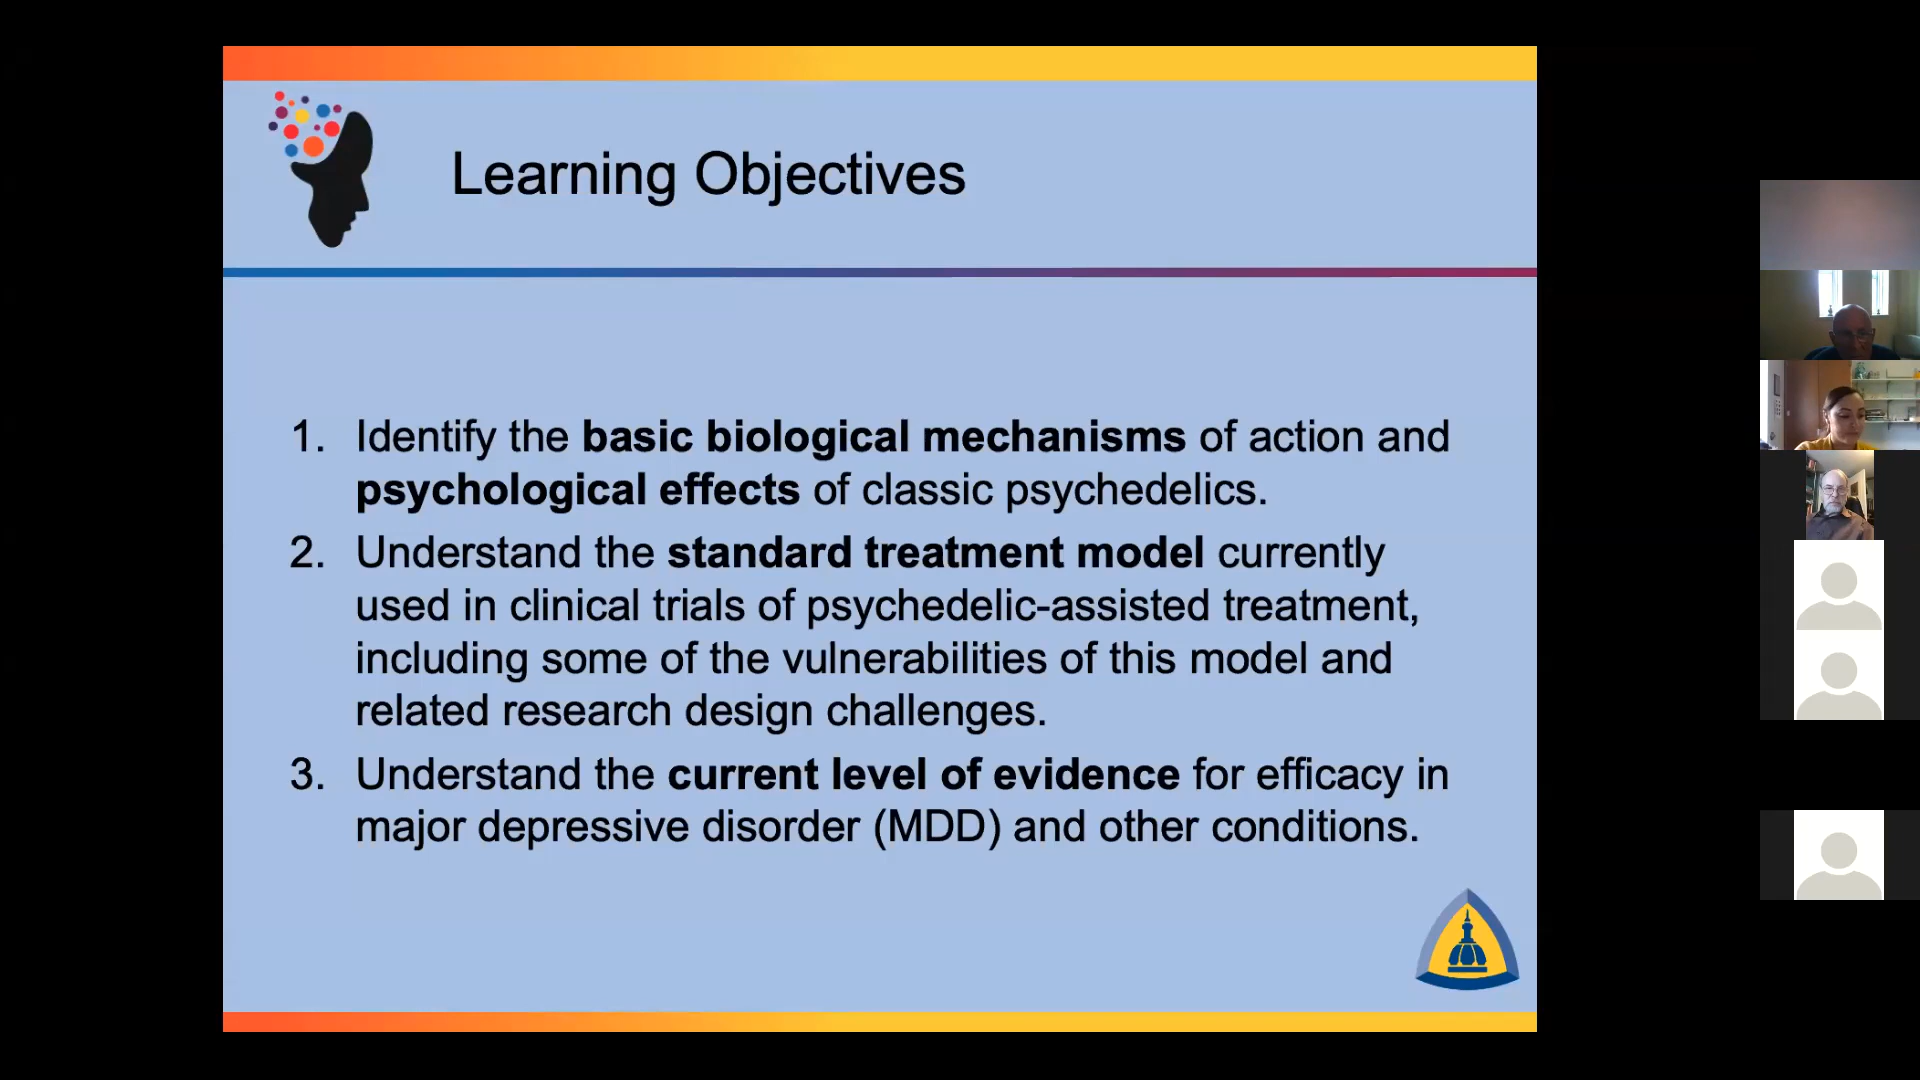 Learning Objectives
1. Identify the basic biological mechanisms of action and
psychological effects of classic psychedelics.
2. Understand the standard treatment model currently
used in clinical trials of psychedelic-assisted treatment,
including some of the vulnerabilities of this model and
related research design challenges.
3. Understand the current level of evidence for efficacy in
major depressive disorder (MDD) and other conditions.